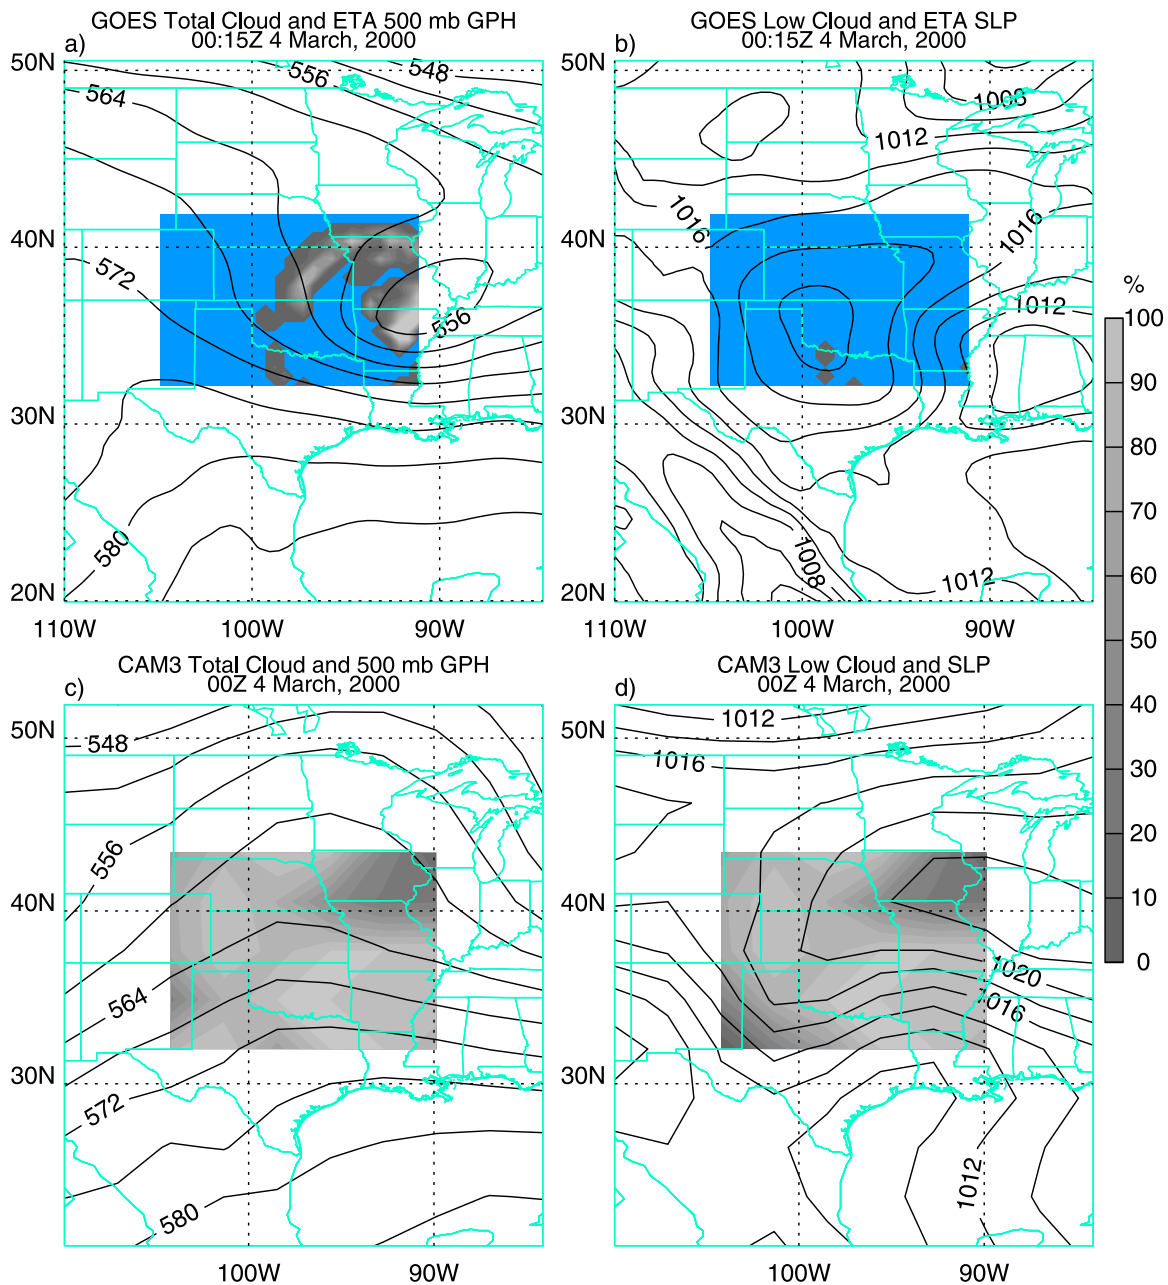 GOES Total Cloud and ETA 500 mb GPH
00:15Z 4 March, 2000
a)
50N
40N
30N
20N
110W
100W
90W
556
548
564
572
556
580
GOES Low Cloud and ETA SLP
00:15Z 4 March, 2000
b)
50N
40N
30N
20N
110W
100W
90W
1008
1012
1016
1016
1012
1008
1012
%
100
90
80
70
60
50
40
30
20
10
0
CAM3 Total Cloud and 500 mb GPH
00Z 4 March, 2000
c)
50N
40N
30N
100W
90W
548
556
564
572
580
CAM3 Low Cloud and SLP
00Z 4 March, 2000
d)
50N
40N
30N
100W
90W
1012
1016
1020
1016
1012